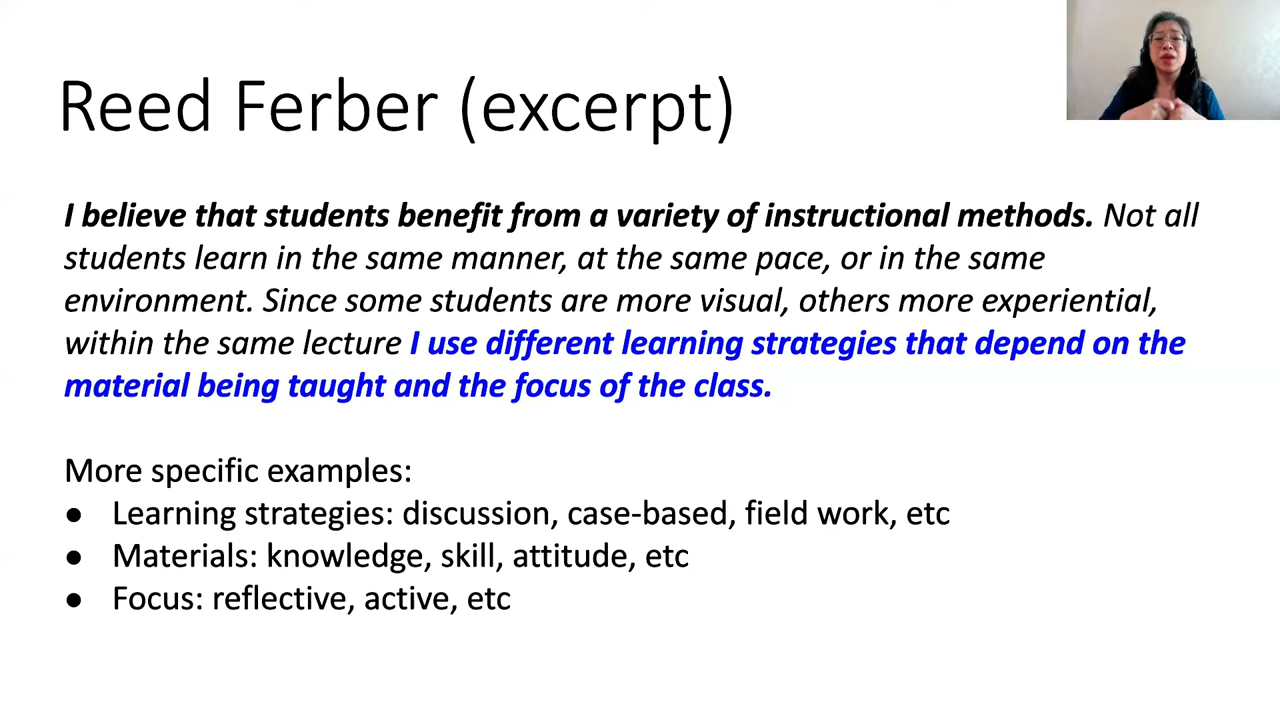 Reed Ferber (excerpt)
I believe that students benefit from a variety of instructional methods. Not all
students learn in the same manner, at the same pace, or in the same
environment. Since some students are more visual, others more experiential,
within the same lecture I use different learning strategies that depend on the
material being taught and the focus of the class.
More specific examples:
● Learning strategies: discussion, case-based, field work, etc
● Materials: knowledge, skill, attitude, etc
● Focus: reflective, active, etc